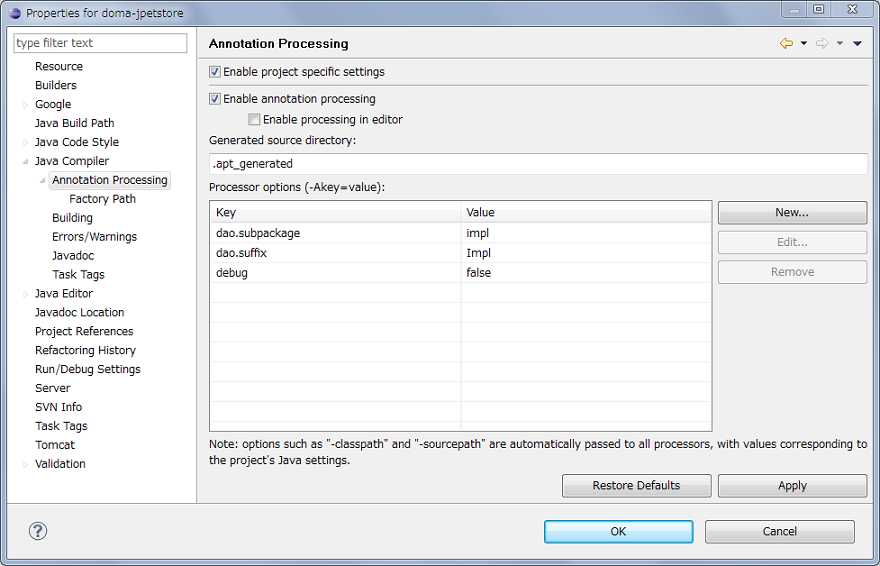 Properties for doma-jpetstore
type filter text
Resource
Builders
Google
Java Build Path
Java Code Style
Java Compiler
Annotation Processing
Factory Path
Building
Errors/Warnings
Javadoc
Task Tags
Java Editor
Javadoc Location
Project References
Refactoring History
Run/Debug Settings
Server
SVN Info
Task Tags
Tomcat
Validation
Annotation Processing
Enable project specific settings
Enable annotation processing
Enable processing in editor
Generated source directory:
.apt_generated
Processor options (-Akey=value):
Key Value
dao.subpackage impl
dao.suffix Impl
debug false
New...
Edit...
Remove
Note: options such as "-classpath" and "-sourcepath" are automatically passed to all processors, with values corresponding to
the project's Java settings.
Restore Defaults Apply
? OK Cancel